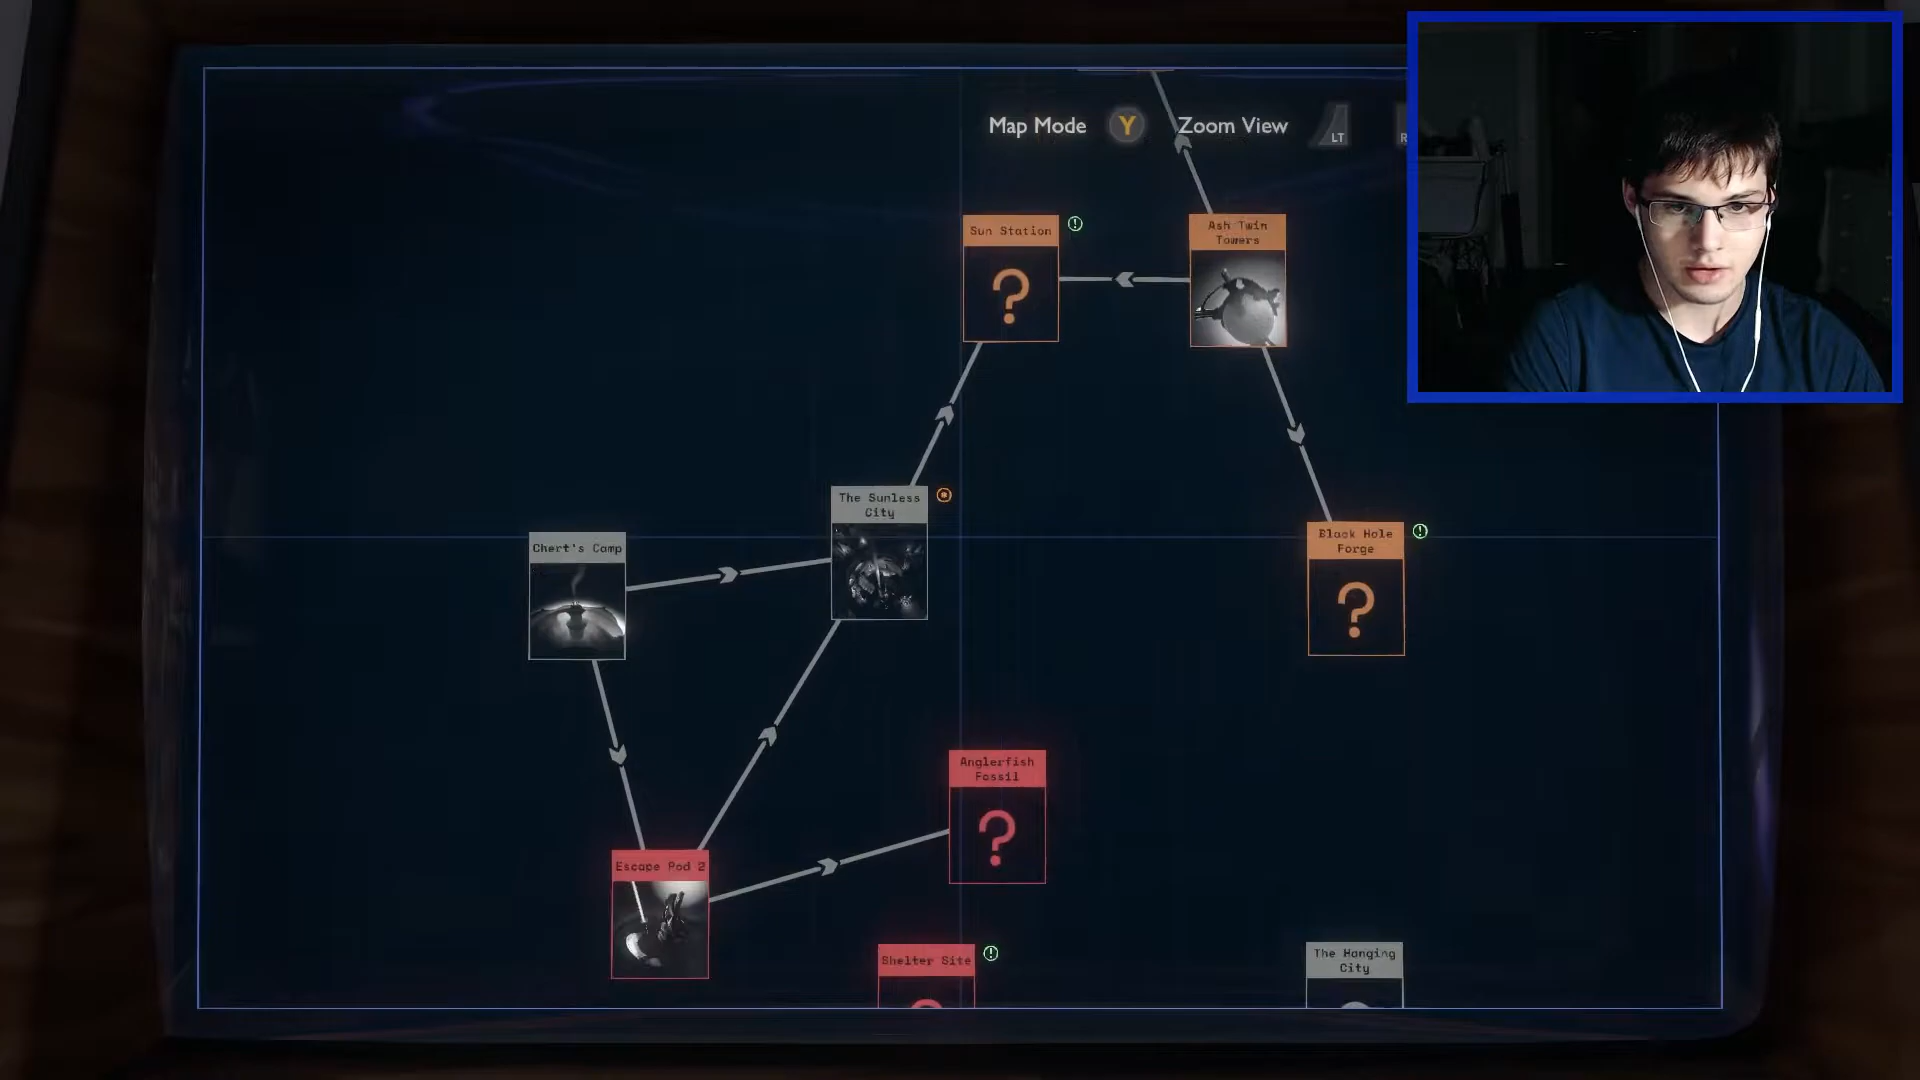 Map Mode Y Zoom View LT R
Sun Station
Ash Twin
Towers
The Sunless
City
Black Hole
Forge
Chert's Camp
Anglerfish
Fossil
Escape Pod 2
Shelter Site
The Hanging
City